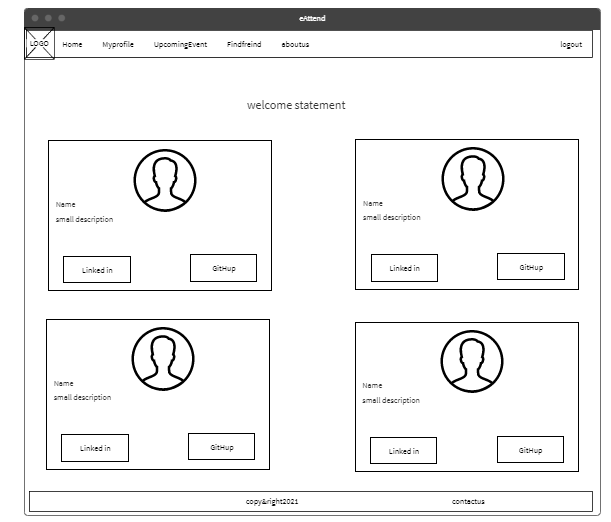 eAttend
LOGO Home Myprofile UpcomingEvent Findfreind aboutus logout
welcome statement
Name
small description
Linked in GitHup
Name
small description
Linked in GitHup
Name
small description
Linked in GitHup
Name
small description
Linked in GitHup
copy&right2021 contactus